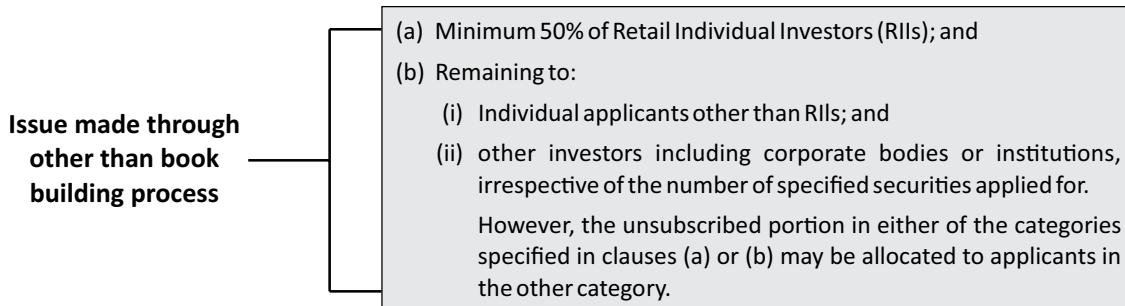 Issue made through
other than book
building process
(a) Minimum 50% of Retail Individual Investors (RIIs); and
(b) Remaining to:
(i) Individual applicants other than RIIs; and
(ii) other investors including corporate bodies or institutions,
irrespective of the number of specified securities applied for.
However, the unsubscribed portion in either of the categories
specified in clauses (a) or (b) may be allocated to applicants in
the other category.